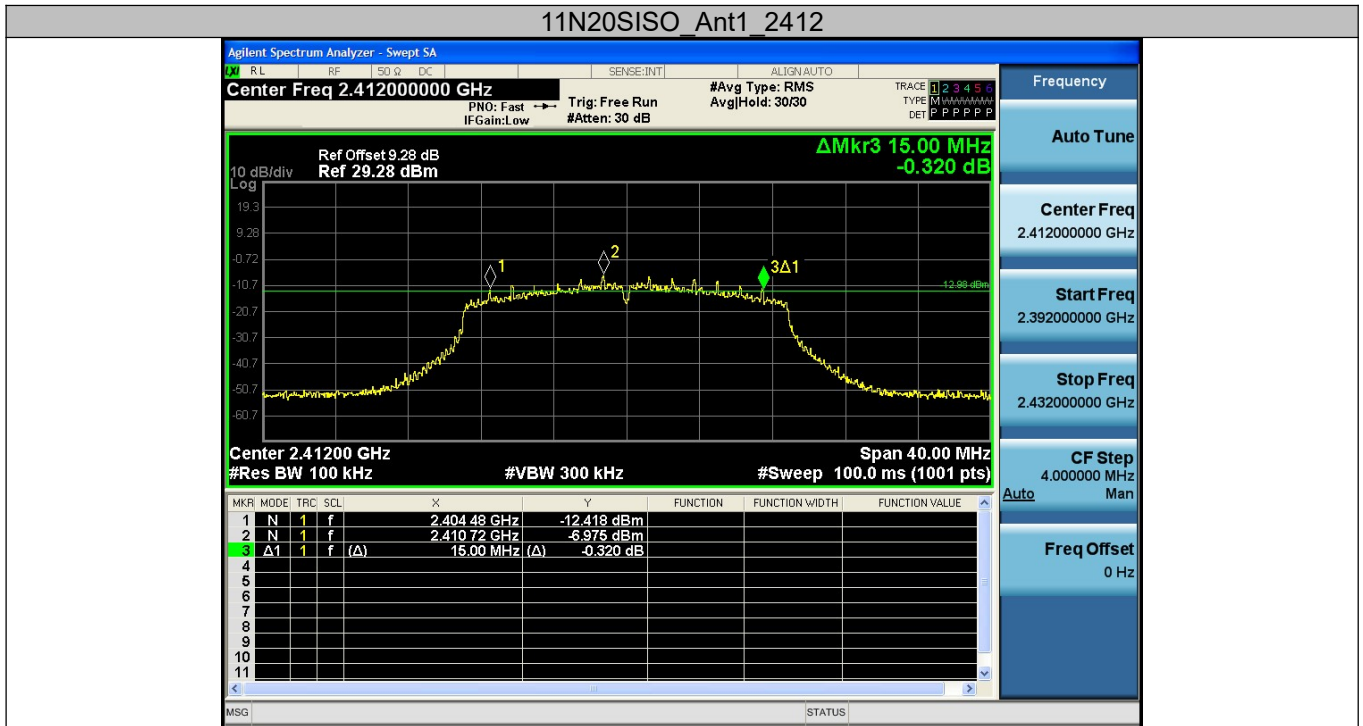 11N20SISO_Ant1_2412
Agilent Spectrum Analyzer - Swept SA
LXI RL RF 50 Ω DC SENSE:INT ALIGNAUTO
Center Freq 2.412000000 GHz
PNO: Fast
IFGain:Low
Trig: Free Run
#Atten: 30 dB
#Avg Type: RMS
Avg|Hold: 30/30
TRACE 1 2 3 4 5 6
TYPE M
DET P P P P P P
Ref Offset 9.28 dB
10 dB/div Ref 29.28 dBm
Log
ΔMkr3 15.00 MHz
-0.320 dB
19.3
9.28
-0.72
-10.7
-20.7
-30.7
-40.7
-50.7
-60.7
1
2
3Δ1
-12.98 dBm
Center 2.41200 GHz Span 40.00 MHz
#Res BW 100 kHz #VBW 300 kHz #Sweep 100.0 ms (1001 pts)
MKR MODE TRC SCL X Y FUNCTION FUNCTION WIDTH FUNCTION VALUE
1 N 1 f 2.404 48 GHz -12.418 dBm
2 N 1 f 2.410 72 GHz -6.975 dBm
3 Δ1 1 f (Δ) 15.00 MHz (Δ) -0.320 dB
4
5
6
7
8
9
10
11
MSG STATUS
Frequency
Auto Tune
Center Freq
2.412000000 GHz
Start Freq
2.392000000 GHz
Stop Freq
2.432000000 GHz
CF Step
4.000000 MHz
Auto Man
Freq Offset
0 Hz